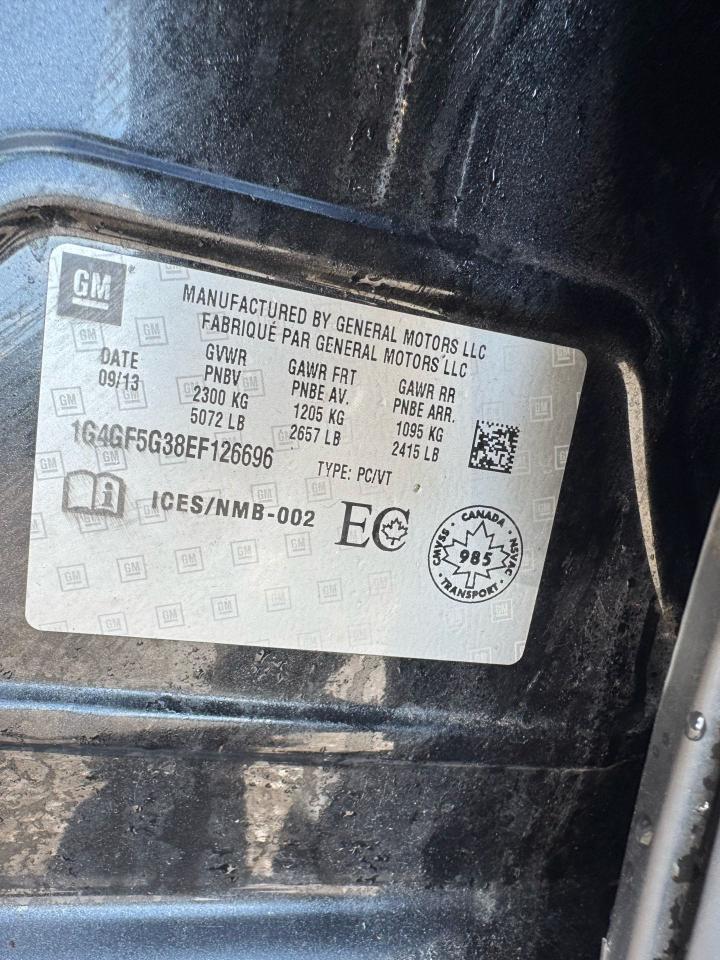 GM
MANUFACTURED BY GENERAL MOTORS LLC
FABRIQUÉ PAR GENERAL MOTORS LLC
DATE
09/13
GVWR
PNBV
2300 KG
5072 LB
GAWR FRT
PNBE AV.
1205 KG
2657 LB
GAWR RR
PNBE ARR.
1095 KG
2415 LB
1G4GF5G38EF126696
TYPE: PC/VT
i
ICES/NMB-002
EC
CANADA
CMVSS
NSVAC
985
TRANSPORT